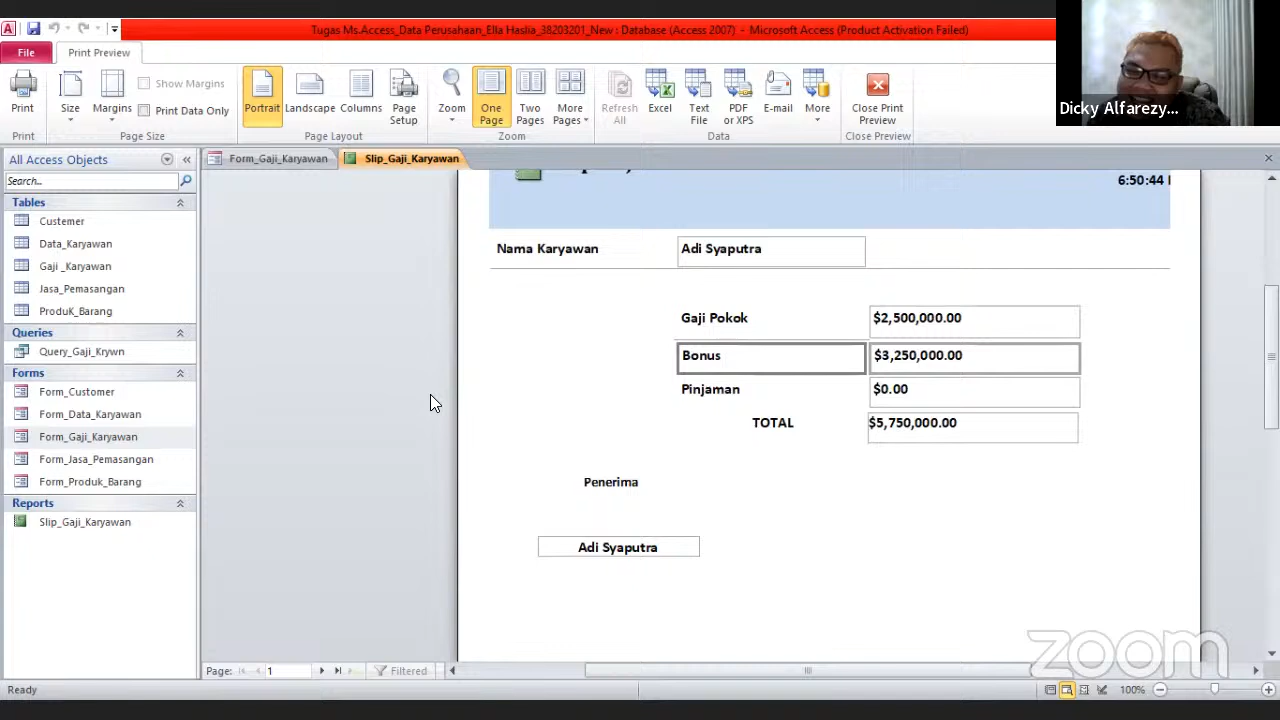 Tugas Ms.Access_Data Perusahaan_Ella Haslia_38203201_New : Database (Access 2007) - Microsoft Access (Product Activation Failed)
File
Print Preview
Print
Size
Margins
Show Margins
Print Data Only
Portrait
Landscape
Columns
Page Setup
Zoom
One Page
Two Pages
More Pages
Refresh All
Excel
Text File
PDF or XPS
E-mail
More
Close Print Preview
Print
Page Size
Page Layout
Zoom
Data
Close Preview
Dicky Alfarezy...
All Access Objects
Search...
Tables
Custemer
Data_Karyawan
Gaji _Karyawan
Jasa_Pemasangan
ProduK_Barang
Queries
Query_Gaji_Krywn
Forms
Form_Customer
Form_Data_Karyawan
Form_Gaji_Karyawan
Form_Jasa_Pemasangan
Form_Produk_Barang
Reports
Slip_Gaji_Karyawan
Form_Gaji_Karyawan
Slip_Gaji_Karyawan
6:50:44
Nama Karyawan
Adi Syaputra
Gaji Pokok
$2,500,000.00
Bonus
$3,250,000.00
Pinjaman
$0.00
TOTAL
$5,750,000.00
Penerima
Adi Syaputra
zoom
Page:
1
Filtered
Ready
100%